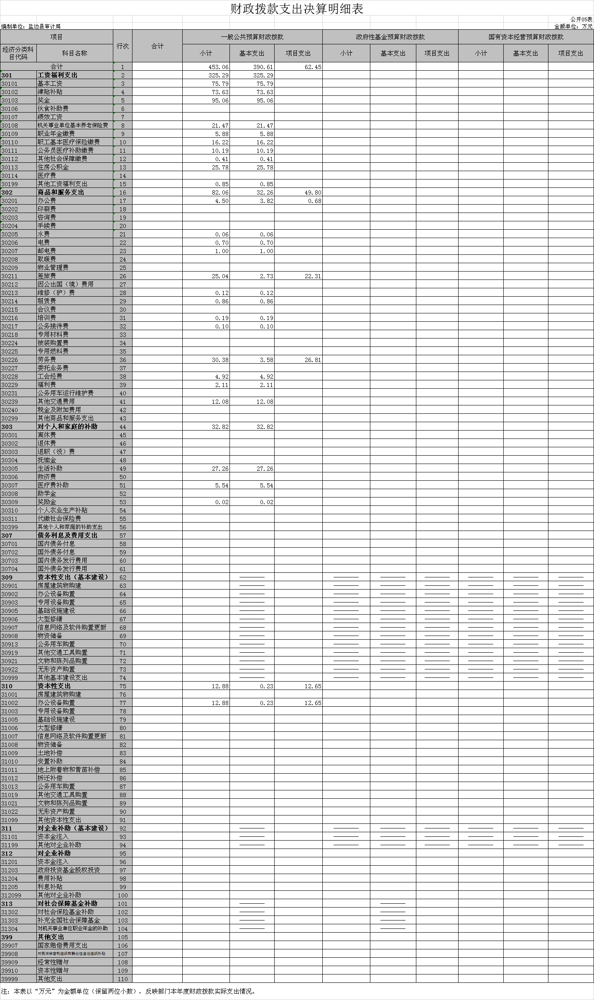 财政拨款支出决算明细表
公开05表
编制单位：盐边县审计局 金额单位：万元
项目 行次 合计 一般公共预算财政拨款 政府性基金预算财政拨款 国有资本经营预算财政拨款
经济分类科目代码 科目名称 小计 基本支出 项目支出 小计 基本支出 项目支出 小计 基本支出 项目支出
合计 1 453.06 390.61 62.45
301 工资福利支出 2 325.29 325.29
30101 基本工资 3 75.79 75.79
30102 津贴补贴 4 73.63 73.63
30103 奖金 5 95.06 95.06
30106 伙食补助费 6
30107 绩效工资 7
30108 机关事业单位基本养老保险费 8 21.47 21.47
30109 职业年金缴费 9 5.88 5.88
30110 职工基本医疗保险缴费 10 16.22 16.22
30111 公务员医疗补助缴费 11 10.19 10.19
30112 其他社会保障缴费 12 0.41 0.41
30113 住房公积金 13 25.78 25.78
30114 医疗费 14
30199 其他工资福利支出 15 0.85 0.85
302 商品和服务支出 16 82.06 32.26 49.80
30201 办公费 17 4.50 3.82 0.68
30202 印刷费 18
30203 咨询费 19
30204 手续费 20
30205 水费 21 0.06 0.06
30206 电费 22 0.70 0.70
30207 邮电费 23 1.00 1.00
30208 取暖费 24
30209 物业管理费 25
30211 差旅费 26 25.04 2.73 22.31
30212 因公出国（境）费用 27
30213 维修（护）费 28 0.12 0.12
30214 租赁费 29 0.86 0.86
30215 会议费 30
30216 培训费 31 0.19 0.19
30217 公务接待费 32 0.10 0.10
30218 专用材料费 33
30224 被装购置费 34
30225 专用燃料费 35
30226 劳务费 36 30.38 3.58 26.81
30227 委托业务费 37
30228 工会经费 38 4.92 4.92
30229 福利费 39 2.11 2.11
30231 公务用车运行维护费 40
30239 其他交通费用 41 12.08 12.08
30240 税金及附加费用 42
30299 其他商品和服务支出 43
303 对个人和家庭的补助 44 32.82 32.82
30301 离休费 45
30302 退休费 46
30303 退职（役）费 47
30304 抚恤金 48
30305 生活补助 49 27.26 27.26
30306 救济费 50
30307 医疗费补助 51 5.54 5.54
30308 助学金 52
30309 奖励金 53 0.02 0.02
30310 个人农业生产补贴 54
30311 代缴社会保险费 55
30399 其他个人和家庭的补助支出 56
307 债务利息及费用支出 57
30701 国内债务付息 58
30702 国外债务付息 59
30703 国内债务发行费用 60
30704 国外债务发行费用 61
309 资本性支出（基本建设） 62 ———— ———— ———— ———— ———— ———— ————
30901 房屋建筑物购建 63 ———— ———— ———— ———— ———— ———— ————
30902 办公设备购置 64 ———— ———— ———— ———— ———— ———— ————
30903 专用设备购置 65 ———— ———— ———— ———— ———— ———— ————
30905 基础设施建设 66 ———— ———— ———— ———— ———— ———— ————
30906 大型修缮 67 ———— ———— ———— ———— ———— ———— ————
30907 信息网络及软件购置更新 68 ———— ———— ———— ———— ———— ———— ————
30908 物资储备 69 ———— ———— ———— ———— ———— ———— ————
30913 公务用车购置 70 ———— ———— ———— ———— ———— ———— ————
30919 其他交通工具购置 71 ———— ———— ———— ———— ———— ———— ————
30921 文物和陈列品购置 72 ———— ———— ———— ———— ———— ———— ————
30922 无形资产购置 73 ———— ———— ———— ———— ———— ———— ————
30999 其他基本建设支出 74 ———— ———— ———— ———— ———— ———— ————
310 资本性支出 75 12.88 0.23 12.65
31001 房屋建筑物购建 76
31002 办公设备购置 77 12.88 0.23 12.65
31003 专用设备购置 78
31005 基础设施建设 79
31006 大型修缮 80
31007 信息网络及软件购置更新 81
31008 物资储备 82
31009 土地补偿 83
31010 安置补助 84
31011 地上附着物和青苗补偿 85
31012 拆迁补偿 86
31013 公务用车购置 87
31019 其他交通工具购置 88
31021 文物和陈列品购置 89
31022 无形资产购置 90
31099 其他资本性支出 91
311 对企业补助（基本建设） 92 ———— ———— ———— ———— ———— ———— ————
31101 资本金注入 93 ———— ———— ———— ———— ———— ———— ————
31199 其他对企业补助 94 ———— ———— ———— ———— ———— ———— ————
312 对企业补助 95
31201 资本金注入 96
31203 政府投资基金股权投资 97
31204 费用补贴 98
31205 利息补贴 99
312099 其他对企业补助 100
313 对社会保障基金补助 101 ———— ————
31302 对社会保险基金补助 102 ———— ————
31303 补充全国社会保障基金 103 ———— ————
31304 对机关事业单位职业年金的补助 104 ———— ————
399 其他支出 105
39907 国家赔偿费用支出 106
39908 对民间非营利组织和群众性自治组织补贴 107
39909 经常性赠与 108
39910 资本性赠与 109
39999 其他支出 110
注：本表以“万元”为金额单位（保留两位小数），反映部门本年度财政拨款实际支出情况。